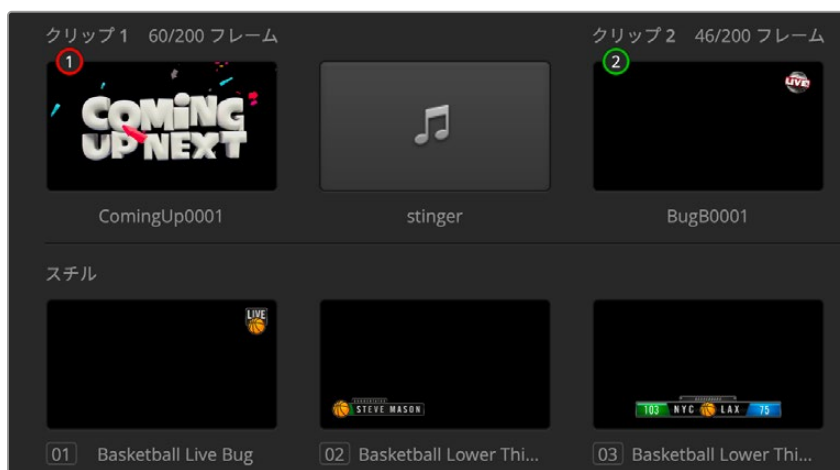 クリップ 1 60/200 フレーム
クリップ 2 46/200 フレーム
1
2
COMING
UP NEXT
LIVE
ComingUp0001
stinger
BugB0001
スチル
LIVE
STEVE MASON
103 NYC LAX 75
01 Basketball Live Bug
02 Basketball Lower Thi...
03 Basketball Lower Thi...